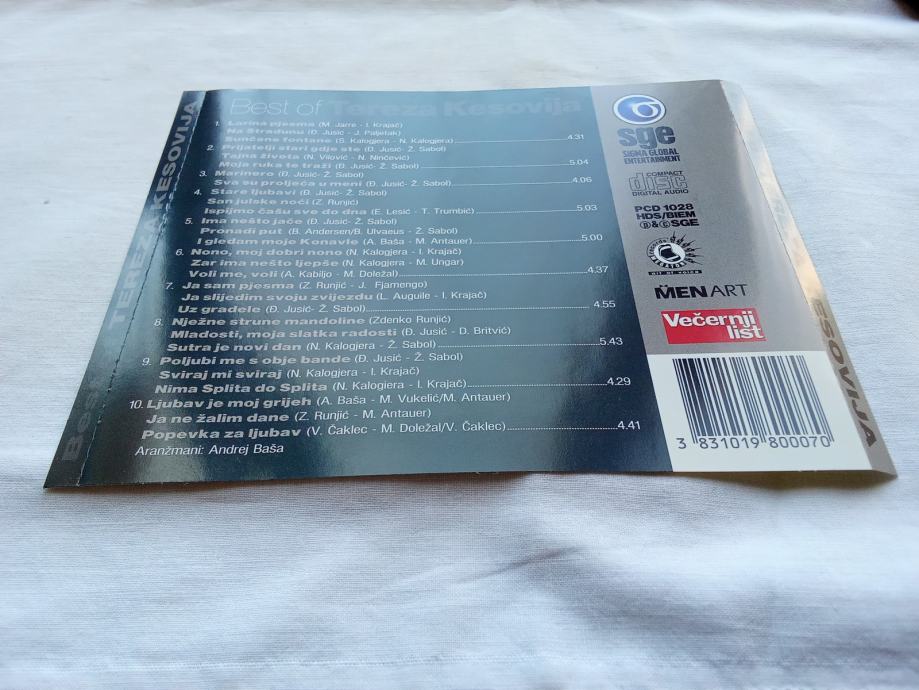 Best of Tereza Kesovija
1. Larina pjesma (M. Jarre - I. Krajač)
Na Stradunu (Đ. Jusić - J. Paljetak)
Sunčane fontane (S. Kalogjera - N. Kalogjera) 4.31
2. Prijatelji stari gdje ste (Đ. Jusić- Ž. Sabol)
Tajna života (N. Vilović - N. Ninčević)
Moja ruka te traži (Đ. Jusić- Ž. Sabol) 5.04
3. Marinero (Đ. Jusić- Ž. Sabol)
Sva su proljeća u meni (Đ. Jusić- Ž. Sabol) 4.06
4. Stare ljubavi (Đ. Jusić- Ž. Sabol)
San julske noći (Z. Runjić)
Ispijmo čašu sve do dna (E. Lesić - T. Trumbić) 5.03
5. Ima nešto jače (Đ. Jusić- Ž. Sabol)
Pronađi put (B. Andersen/B. Ulvaeus - Ž. Sabol)
I gledam moje Konavle (A. Baša - M. Antauer) 5.00
6. Nono, moj dobri nono (N. Kalogjera - I. Krajač)
Zar ima nešto ljepše (N. Kalogjera - M. Ungar)
Voli me, voli (A. Kabiljo - M. Doležal) 4.37
7. Ja sam pjesma (Z. Runjić - J. Fjamengo)
Ja slijedim svoju zvijezdu (L. Auguile - I. Krajač)
Uz gradele (Đ. Jusić- Ž. Sabol) 4.55
8. Nježne strune mandoline (Zdenko Runjić)
Mladosti, moja slatka radosti (Đ. Jusić - D. Britvić)
Sutra je novi dan (N. Kalogjera - Ž. Sabol) 5.43
9. Poljubi me s obje bande (Đ. Jusić - Ž. Sabol)
Sviraj mi sviraj (N. Kalogjera - I. Krajač)
Nima Splita do Splita (N. Kalogjera - I. Krajač) 4.29
10. Ljubav je moj grijeh (A. Baša - M. Vukelić/M. Antauer)
Ja ne žalim dane (Z. Runjić - M. Antauer)
Popevka za ljubav (V. Čaklec - M. Doležal/V. Čaklec) 4.41
Aranžmani: Andrej Baša
sge
SIGMA GLOBAL
ENTERTAINMENT
COMPACT
disc
DIGITAL AUDIO
PCD 1028
HDS/BIEM
Ⓟ&©SGE
records
MENART
Večernji
list
3 831019 800070
TEREZA KESOVIJA